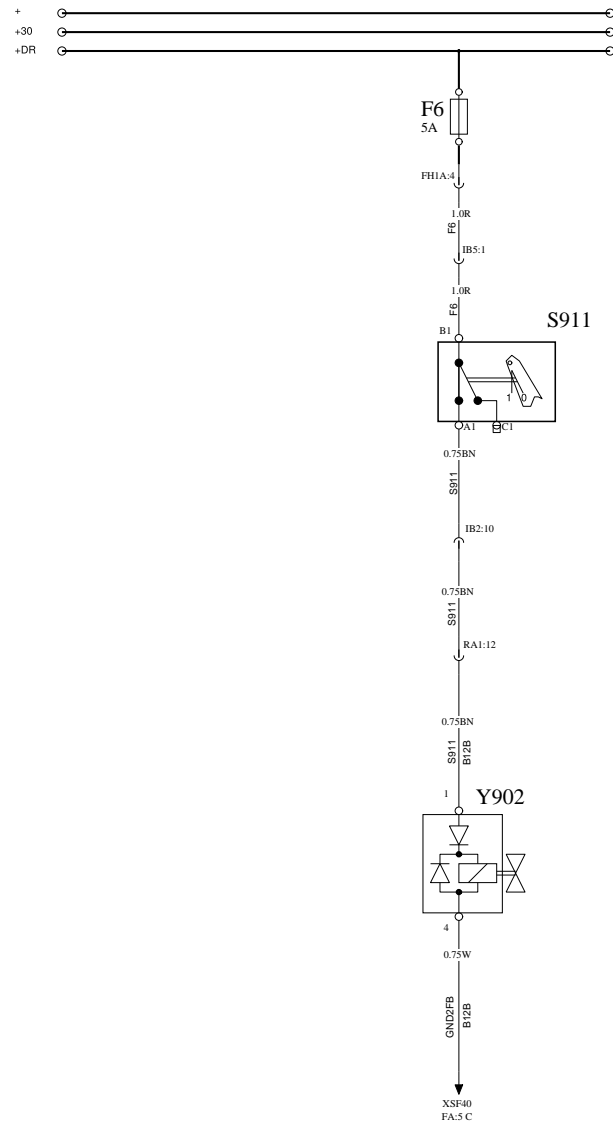 +
+30
+DR
F6
5A
FH1A:4
1.0R
F6
IB5:1
1.0R
F6
B1
S911
1 0
A1 C1
0.75BN
S911
IB2:10
0.75BN
S911
RA1:12
0.75BN
S911
B12B
1
Y902
4
0.75W
GND2FB
B12B
XSF40
FA:5 C